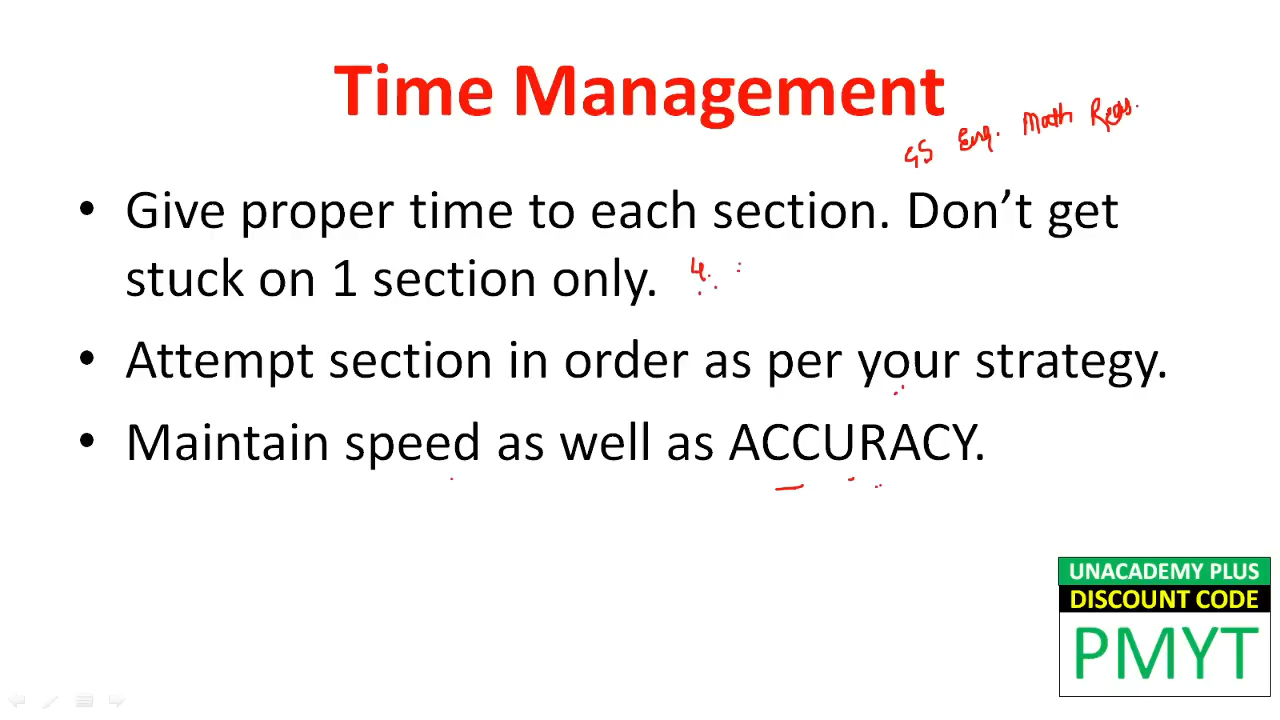 Time Management
GS Eng. Math Reas.
• Give proper time to each section. Don't get
stuck on 1 section only. 4.
• Attempt section in order as per your strategy.
• Maintain speed as well as ACCURACY.
UNACADEMY PLUS
DISCOUNT CODE
PMYT